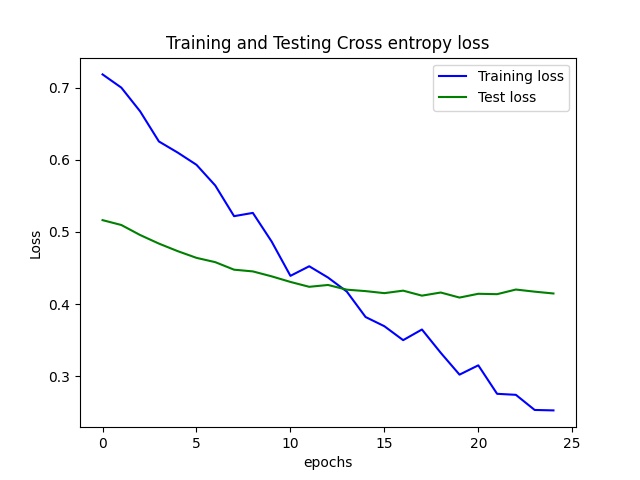 Training and Testing Cross entropy loss
Training loss
Test loss
0.7
0.6
0.5
0.4
0.3
Loss
0 5 10 15 20 25
epochs